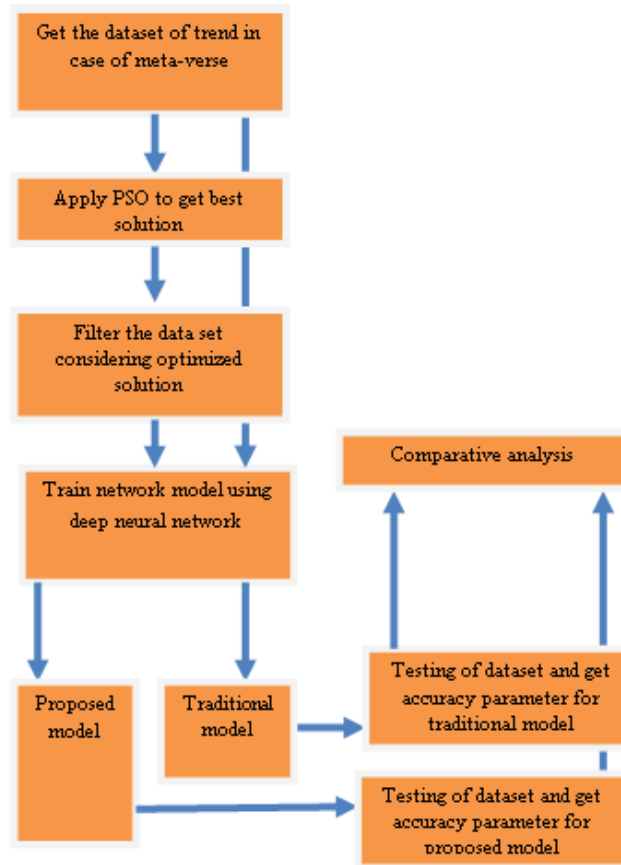 Get the dataset of trend in
case of meta-verse
Apply PSO to get best
solution
Filter the data set
considering optimized
solution
Train network model using
deep neural network
Comparative analysis
Proposed
model
Traditional
model
Testing of dataset and get
accuracy parameter for
traditional model
Testing of dataset and get
accuracy parameter for
proposed model